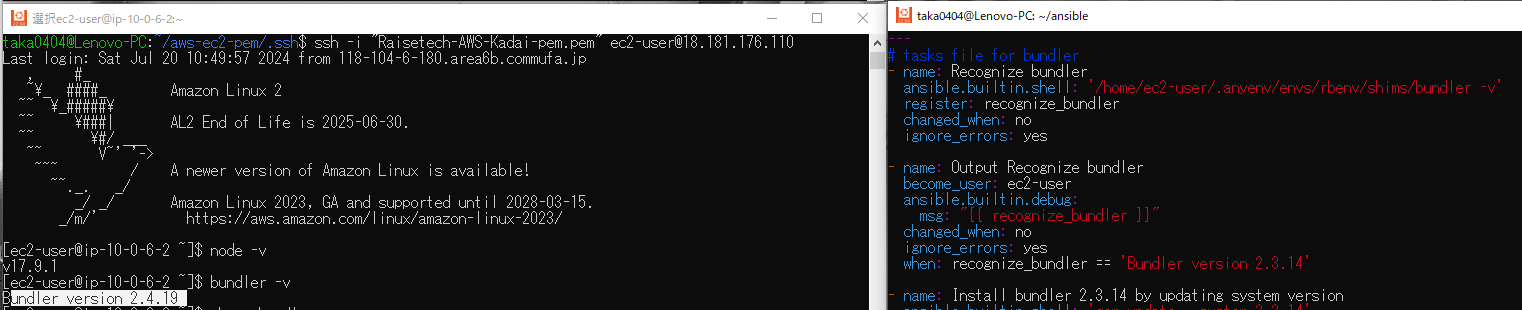 選択ec2-user@ip-10-0-6-2:~
taka0404@Lenovo-PC:~/aws-ec2-pem/.ssh$ ssh -i "Raisetech-AWS-Kadai-pem.pem" ec2-user@18.181.176.110
Last login: Sat Jul 20 10:49:57 2024 from 118-104-6-180.area6b.commufa.jp
   ,     #_
   ~¥_  ####_        Amazon Linux 2
  ~~  ¥_#####¥
  ~~     ¥###|       AL2 End of Life is 2025-06-30.
  ~~       ¥#/ ___
   ~~       V~' '->
    ~~~         /    A newer version of Amazon Linux is available!
      ~~._.   _/
         _/ _/       Amazon Linux 2023, GA and supported until 2028-03-15.
       _/m/'           https://aws.amazon.com/linux/amazon-linux-2023/
[ec2-user@ip-10-0-6-2 ~]$ node -v
v17.9.1
[ec2-user@ip-10-0-6-2 ~]$ bundler -v
Bundler version 2.4.19
taka0404@Lenovo-PC: ~/ansible
---
# tasks file for bundler
- name: Recognize bundler
  ansible.builtin.shell: '/home/ec2-user/.anyenv/envs/rbenv/shims/bundler -v'
  register: recognize_bundler
  changed_when: no
  ignore_errors: yes
- name: Output Recognize bundler
  become_user: ec2-user
  ansible.builtin.debug:
    msg: "{{ recognize_bundler }}"
  changed_when: no
  ignore_errors: yes
  when: recognize_bundler == 'Bundler version 2.3.14'
- name: Install bundler 2.3.14 by updating system version